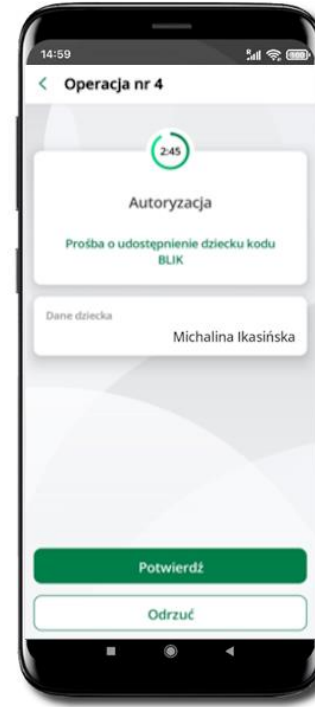 14:59
Operacja nr 4
2:45
Autoryzacja
Prośba o udostępnienie dziecku kodu
BLIK
Dane dziecka
Michalina Ikasińska
Potwierdź
Odrzuć